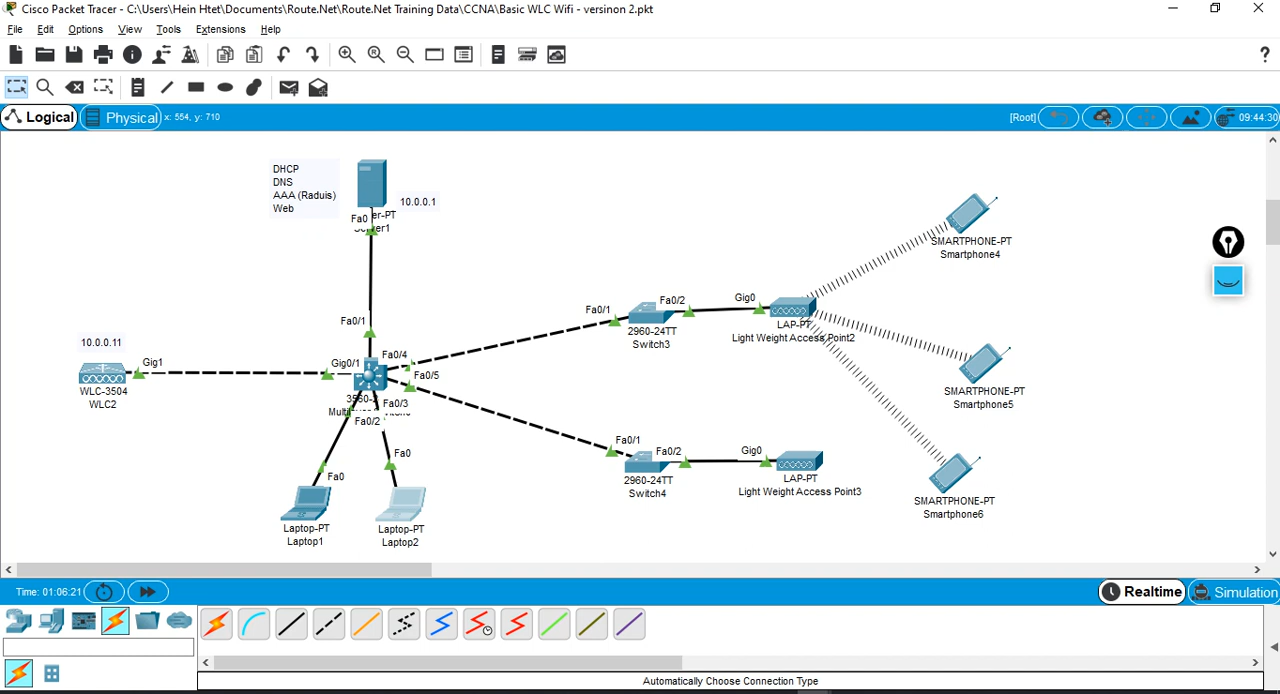 Cisco Packet Tracer - C:\Users\Hein Htet\Documents\Route.Net\Route.Net Training Data\CCNA\Basic WLC Wifi - versinon 2.pkt
File Edit Options View Tools Extensions Help
?
Logical Physical x: 554, y: 710 [Root] 09:44:30
DHCP
DNS
AAA (Raduis)
Web
10.0.0.1
Fa0 er-PT
Fa0/1
10.0.0.11
Gig1
WLC-3504
WLC2
Gig0/1
Fa0/4
Fa0/5
Fa0/3
Fa0/2
Fa0
Laptop-PT
Laptop1
Fa0
Laptop-PT
Laptop2
Fa0/1
Fa0/2
2960-24TT
Switch3
Gig0
LAP-PT
Light Weight Access Point2
Fa0/1
Fa0/2
2960-24TT
Switch4
Gig0
LAP-PT
Light Weight Access Point3
SMARTPHONE-PT
Smartphone4
SMARTPHONE-PT
Smartphone5
SMARTPHONE-PT
Smartphone6
Time: 01:06:21 Realtime Simulation
Automatically Choose Connection Type